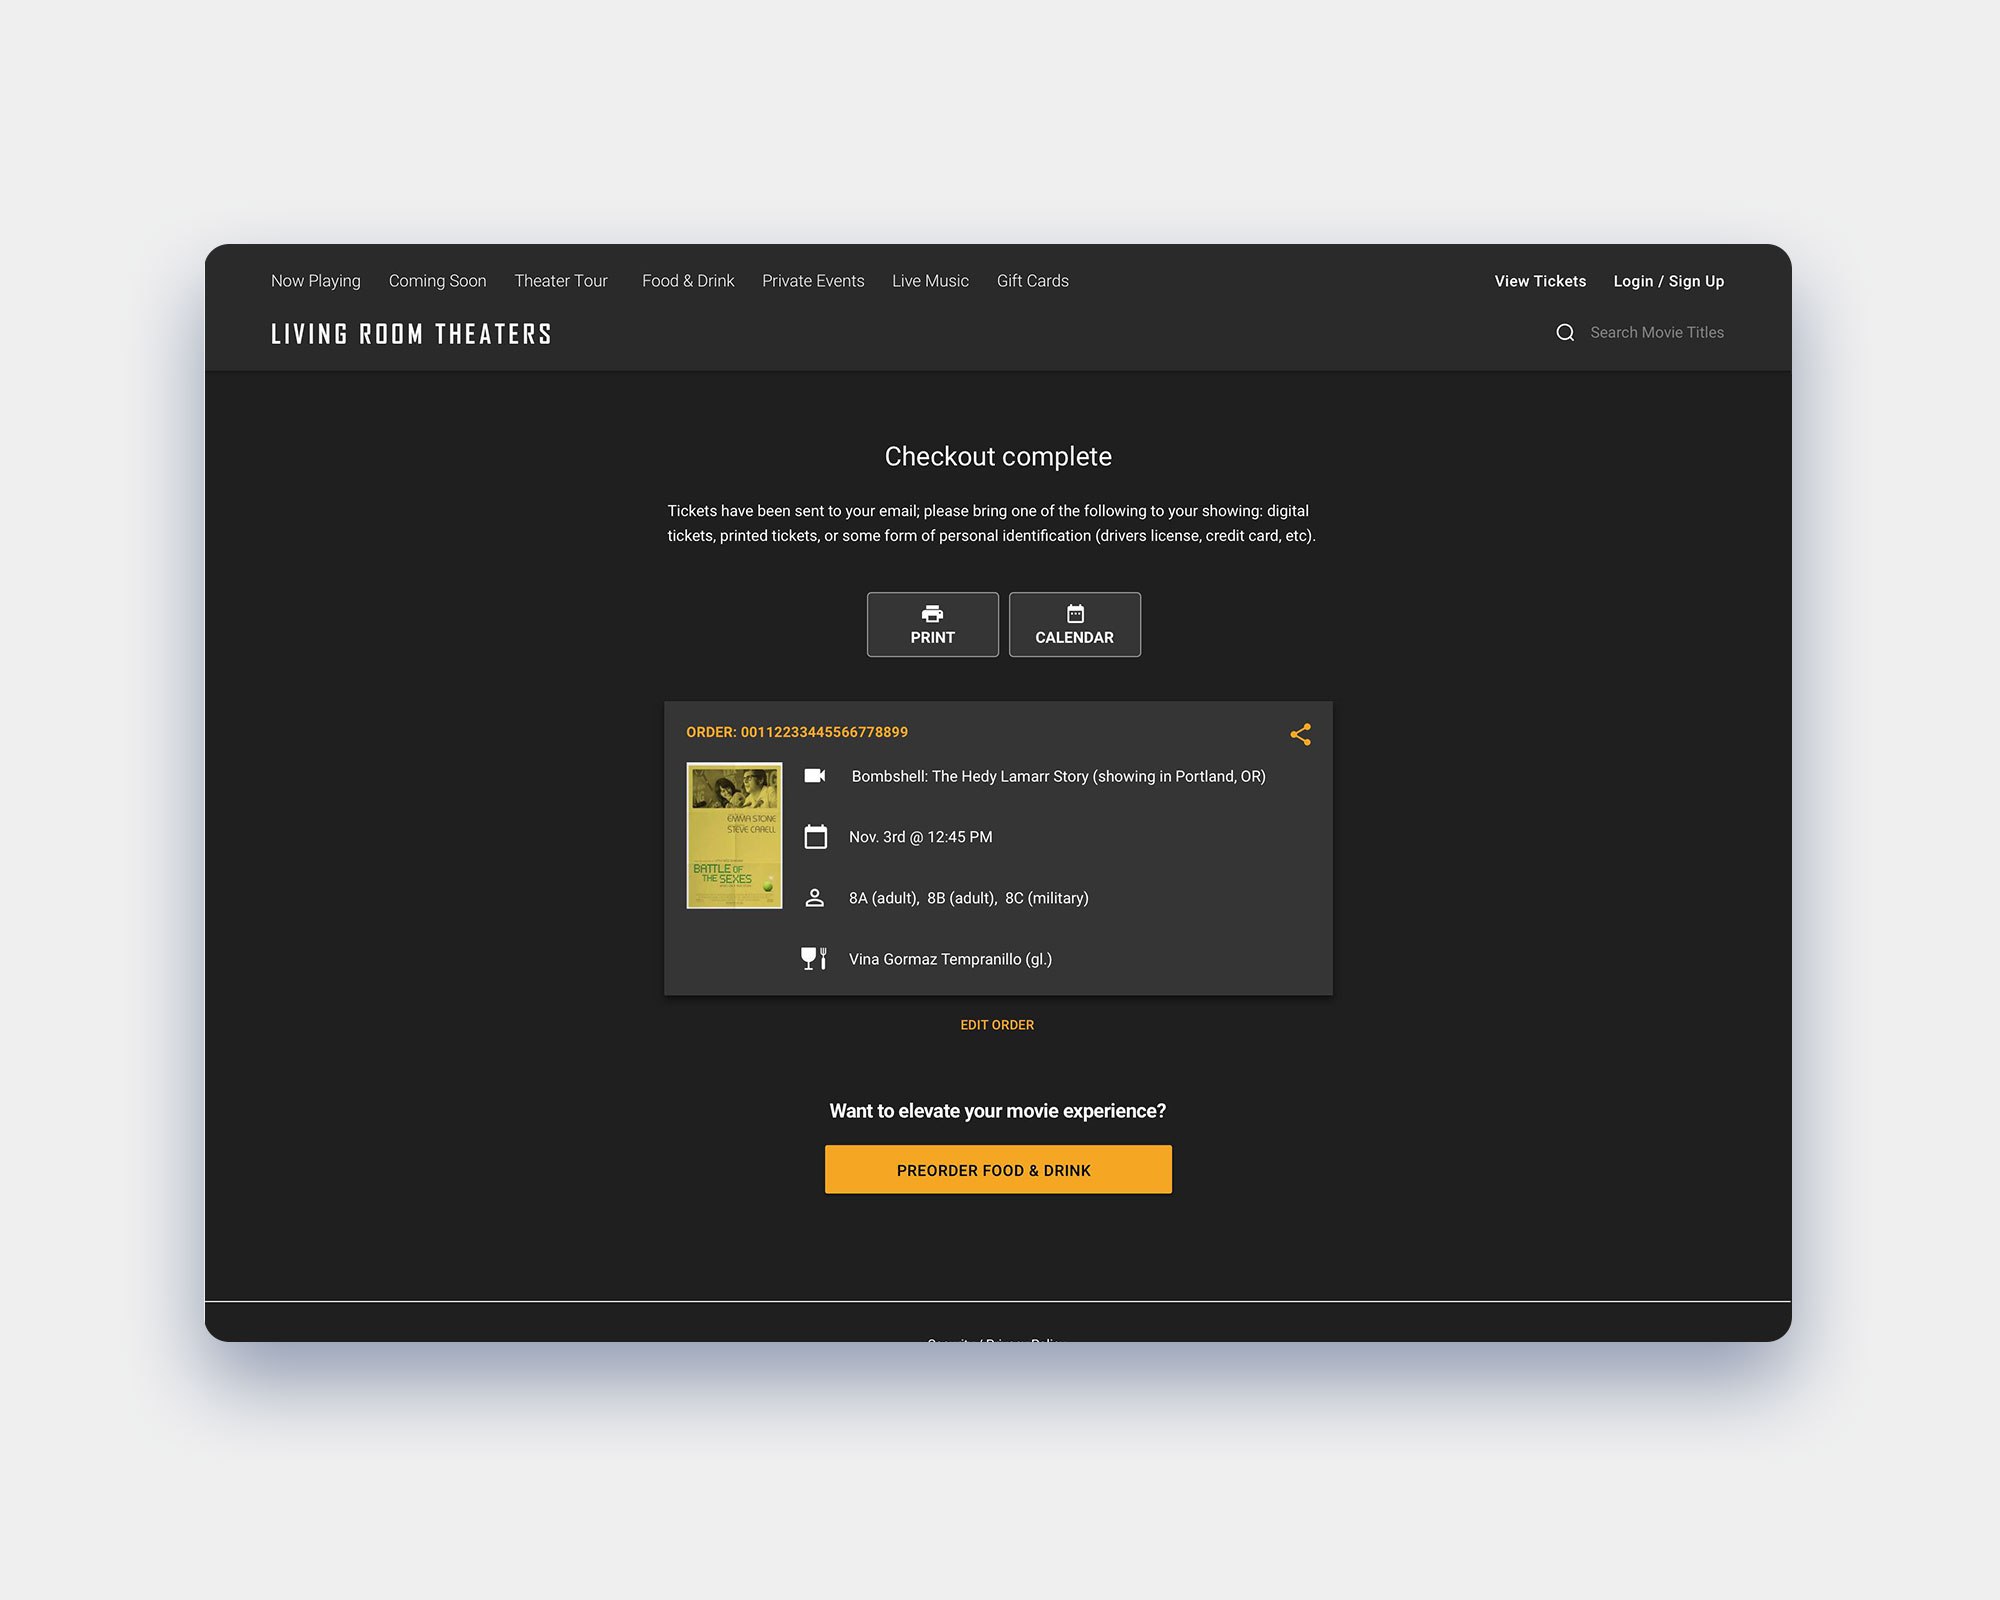 Now Playing Coming Soon Theater Tour Food & Drink Private Events Live Music Gift Cards View Tickets Login / Sign Up
LIVING ROOM THEATERS Search Movie Titles
Checkout complete
Tickets have been sent to your email; please bring one of the following to your showing: digital
tickets, printed tickets, or some form of personal identification (drivers license, credit card, etc).
PRINT CALENDAR
ORDER: 00112233445566778899
EMMA STONE
STEVE CARELL
BATTLE OF
THE SEXES
Bombshell: The Hedy Lamarr Story (showing in Portland, OR)
Nov. 3rd @ 12:45 PM
8A (adult), 8B (adult), 8C (military)
Vina Gormaz Tempranillo (gl.)
EDIT ORDER
Want to elevate your movie experience?
PREORDER FOOD & DRINK